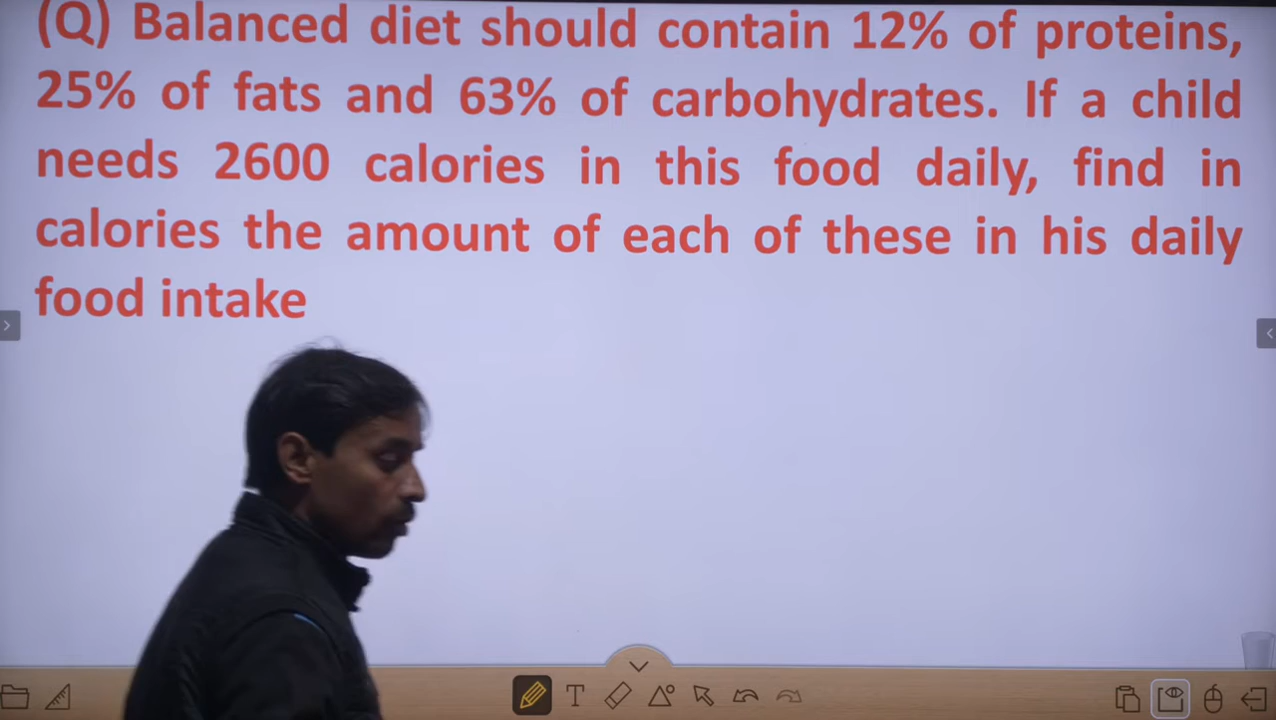 (Q) Balanced diet should contain 12% of proteins,
25% of fats and 63% of carbohydrates. If a child
needs 2600 calories in this food daily, find in
calories the amount of each of these in his daily
food intake
T